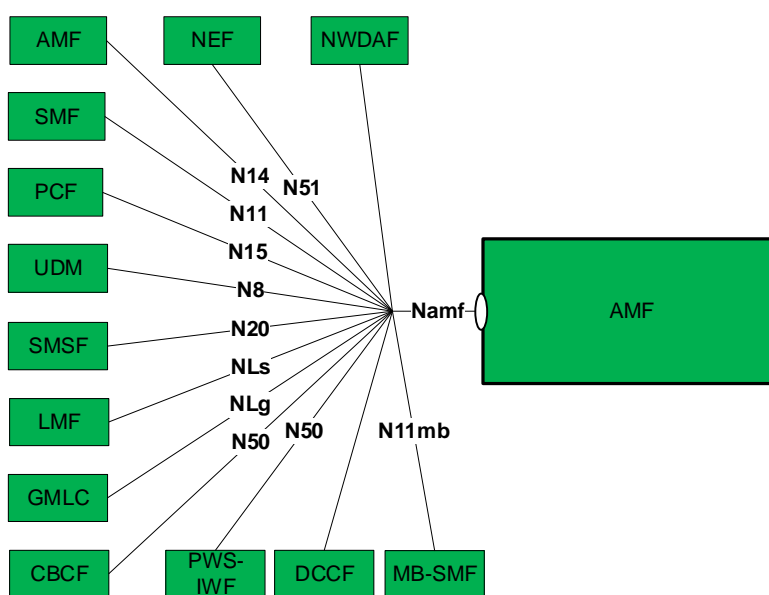 AMF
NEF
NWDAF
SMF
PCF
UDM
SMSF
LMF
GMLC
CBCF
PWS-
IWF
DCCF
MB-SMF
N14
N51
N11
N15
N8
N20
NLs
NLg
N50
N50
N11mb
Namf
AMF